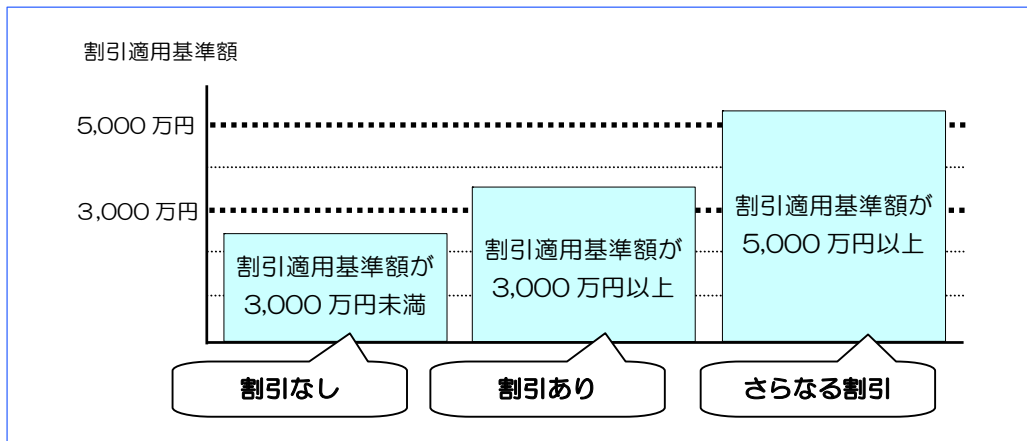 割引適用基準額
5,000 万円
3,000 万円
割引適用基準額が
3,000 万円未満
割引適用基準額が
3,000 万円以上
割引適用基準額が
5,000 万円以上
割引なし
割引あり
さらなる割引